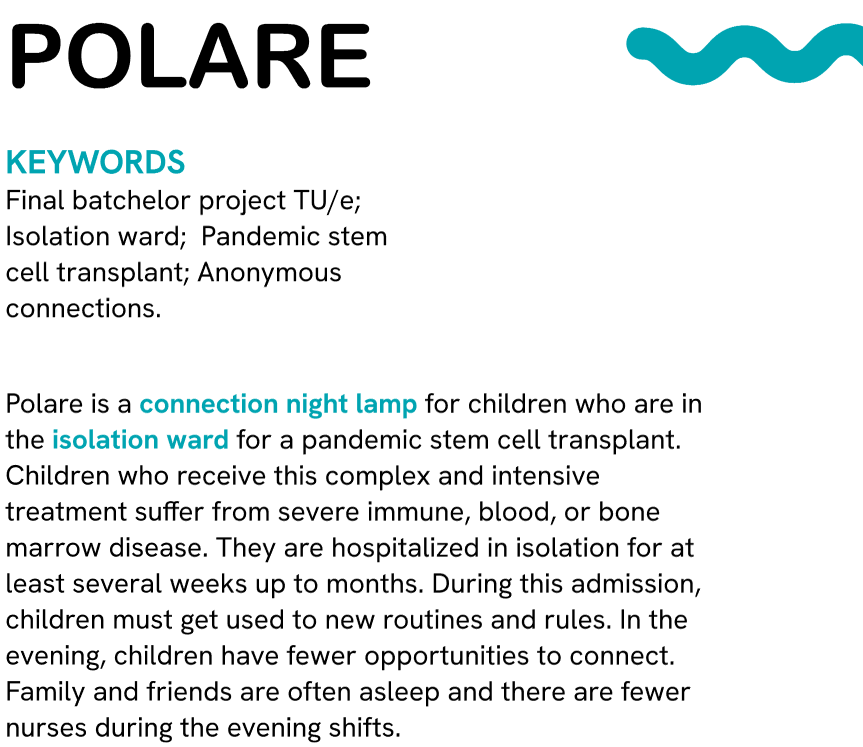 POLARE
KEYWORDS
Final batchelor project TU/e;
Isolation ward;  Pandemic stem
cell transplant; Anonymous
connections.
Polare is a connection night lamp for children who are in
the isolation ward for a pandemic stem cell transplant.
Children who receive this complex and intensive
treatment suffer from severe immune, blood, or bone
marrow disease. They are hospitalized in isolation for at
least several weeks up to months. During this admission,
children must get used to new routines and rules. In the
evening, children have fewer opportunities to connect.
Family and friends are often asleep and there are fewer
nurses during the evening shifts.